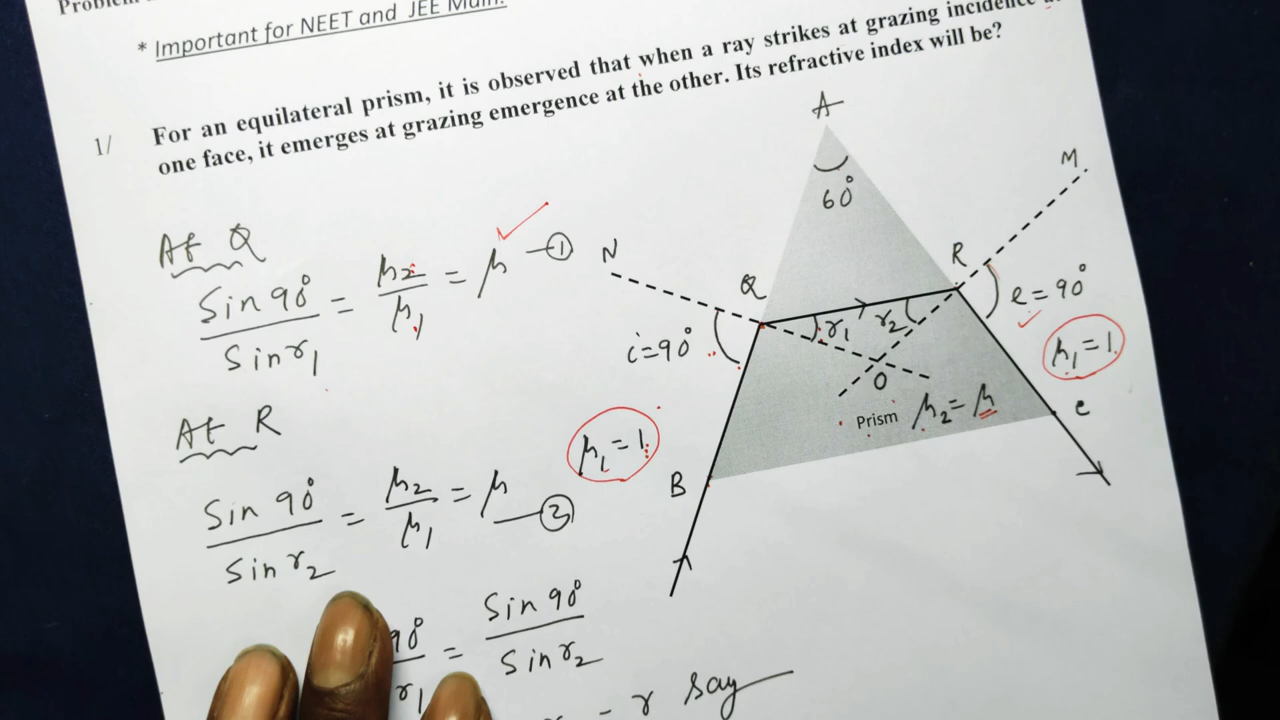 * Important for NEET and JEE Main.
1/ For an equilateral prism, it is observed that when a ray strikes at grazing incidence
one face, it emerges at grazing emergence at the other. Its refractive index will be?
A
60°
M
N
Q
R
i=90°
r₁
r₂
e=90°
μ₁=1
O
Prism μ₂=μ
c
B
μ₁=1
At Q
Sin 90° / Sin r₁ = μ₂/μ₁ = μ —①
At R
Sin 90° / Sin r₂ = μ₂/μ₁ = μ —②
90° / r₁ = Sin 90° / Sin r₂
r say